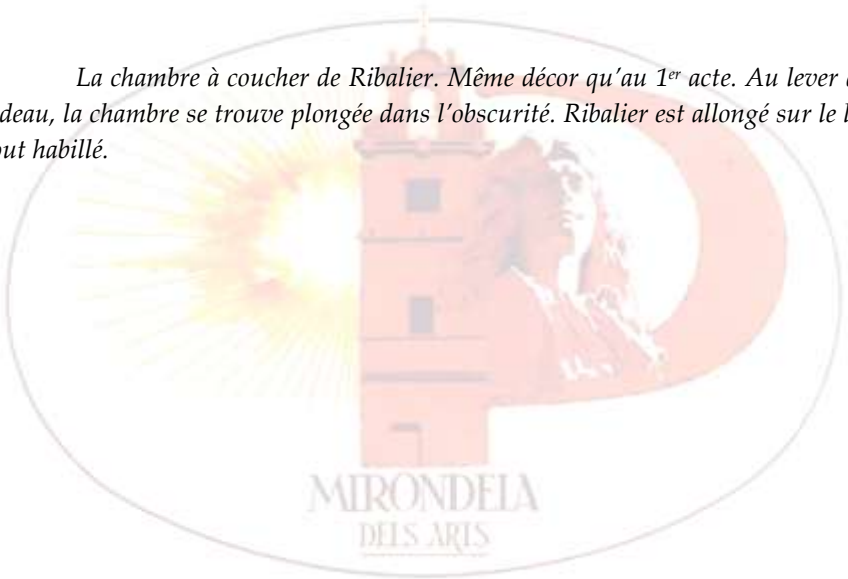 La chambre à coucher de Ribalier. Même décor qu'au 1er acte. Au lever
deau, la chambre se trouve plongée dans l'obscurité. Ribalier est allongé sur le
out habillé.
MIRONDELA
DELS ARTS